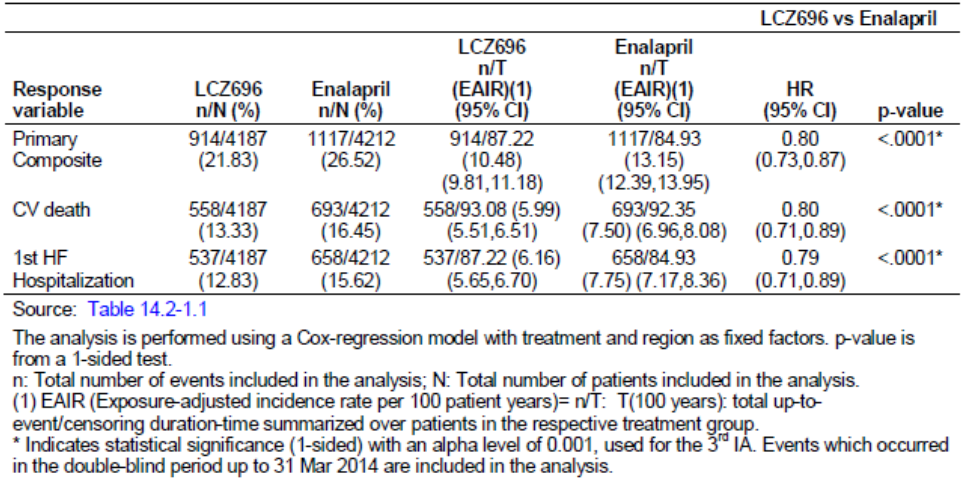 LCZ696 vs Enalapril
LCZ696 Enalapril
n/T n/T
Response LCZ696 Enalapril (EAIR)(1) (EAIR)(1) HR
variable n/N (%) n/N (%) (95% CI) (95% CI) (95% CI) p-value
Primary 914/4187 1117/4212 914/87.22 1117/84.93 0.80 <.0001*
Composite (21.83) (26.52) (10.48) (13.15) (0.73,0.87)
(9.81,11.18) (12.39,13.95)
CV death 558/4187 693/4212 558/93.08 (5.99) 693/92.35 0.80 <.0001*
(13.33) (16.45) (5.51,6.51) (7.50) (6.96,8.08) (0.71,0.89)
1st HF 537/4187 658/4212 537/87.22 (6.16) 658/84.93 0.79 <.0001*
Hospitalization (12.83) (15.62) (5.65,6.70) (7.75) (7.17,8.36) (0.71,0.89)
Source: Table 14.2-1.1
The analysis is performed using a Cox-regression model with treatment and region as fixed factors. p-value is
from a 1-sided test.
n: Total number of events included in the analysis; N: Total number of patients included in the analysis.
(1) EAIR (Exposure-adjusted incidence rate per 100 patient years)= n/T: T(100 years): total up-to-
event/censoring duration-time summarized over patients in the respective treatment group.
* Indicates statistical significance (1-sided) with an alpha level of 0.001, used for the 3rd IA. Events which occurred
in the double-blind period up to 31 Mar 2014 are included in the analysis.